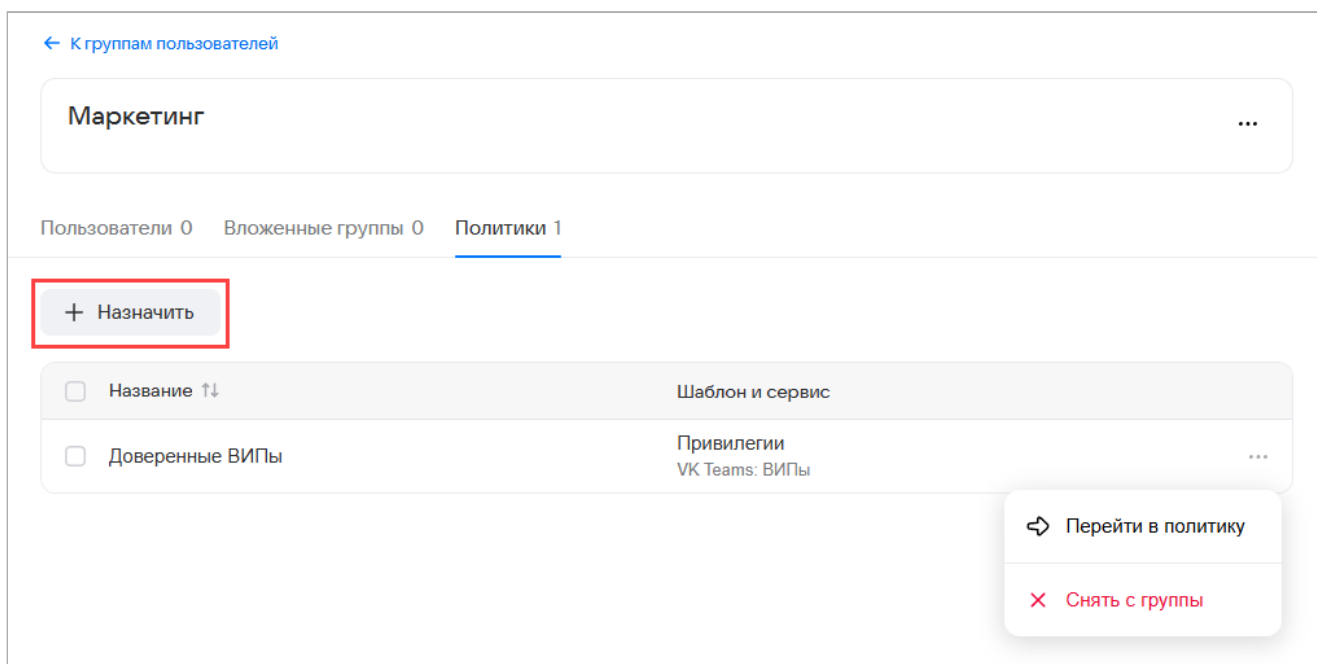 ← К группам пользователей
Маркетинг
Пользователи 0 Вложенные группы 0 Политики 1
+ Назначить
Название ↑↓ Шаблон и сервис
Доверенные ВИПы
Привилегии
VK Teams: ВИПы
Перейти в политику
Снять с группы